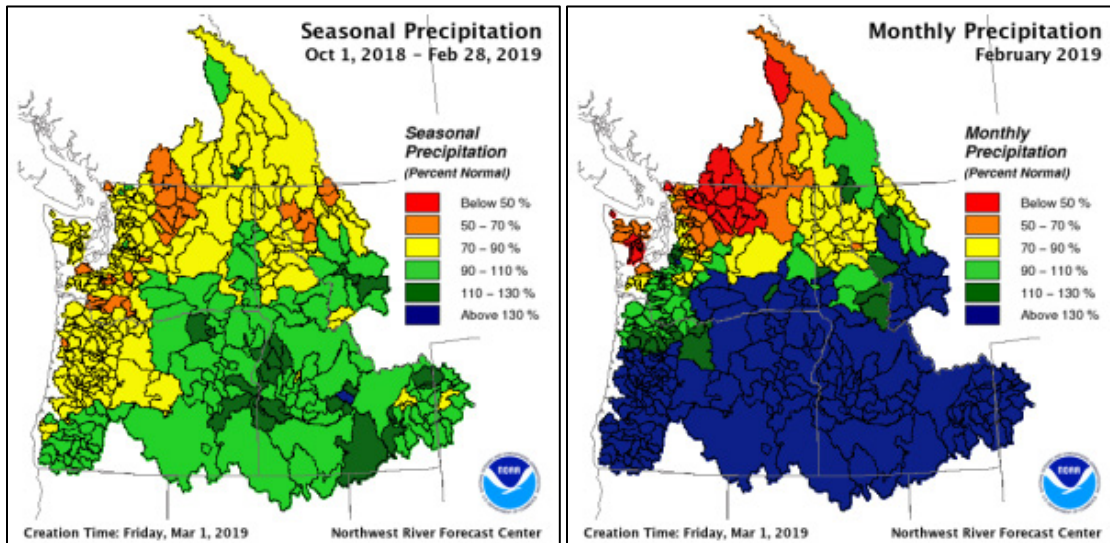 Seasonal Precipitation
Oct 1, 2018 – Feb 28, 2019
Seasonal
Precipitation
(Percent Normal)
Below 50 %
50 – 70 %
70 – 90 %
90 – 110 %
110 – 130 %
Above 130 %
NOAA
Creation Time: Friday, Mar 1, 2019
Northwest River Forecast Center
Monthly Precipitation
February 2019
Monthly
Precipitation
(Percent Normal)
Below 50 %
50 – 70 %
70 – 90 %
90 – 110 %
110 – 130 %
Above 130 %
NOAA
Creation Time: Friday, Mar 1, 2019
Northwest River Forecast Center